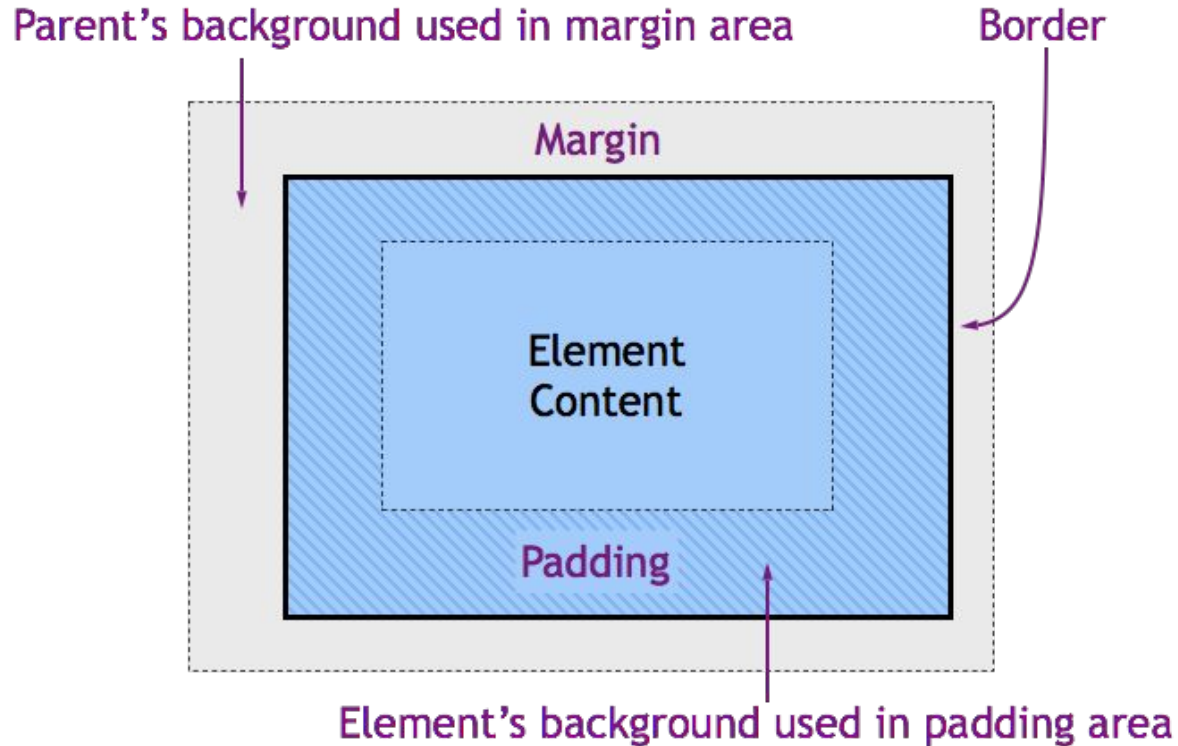 Parent’s background used in margin area
Border
Margin
Element
Content
Padding
Element’s background used in padding area